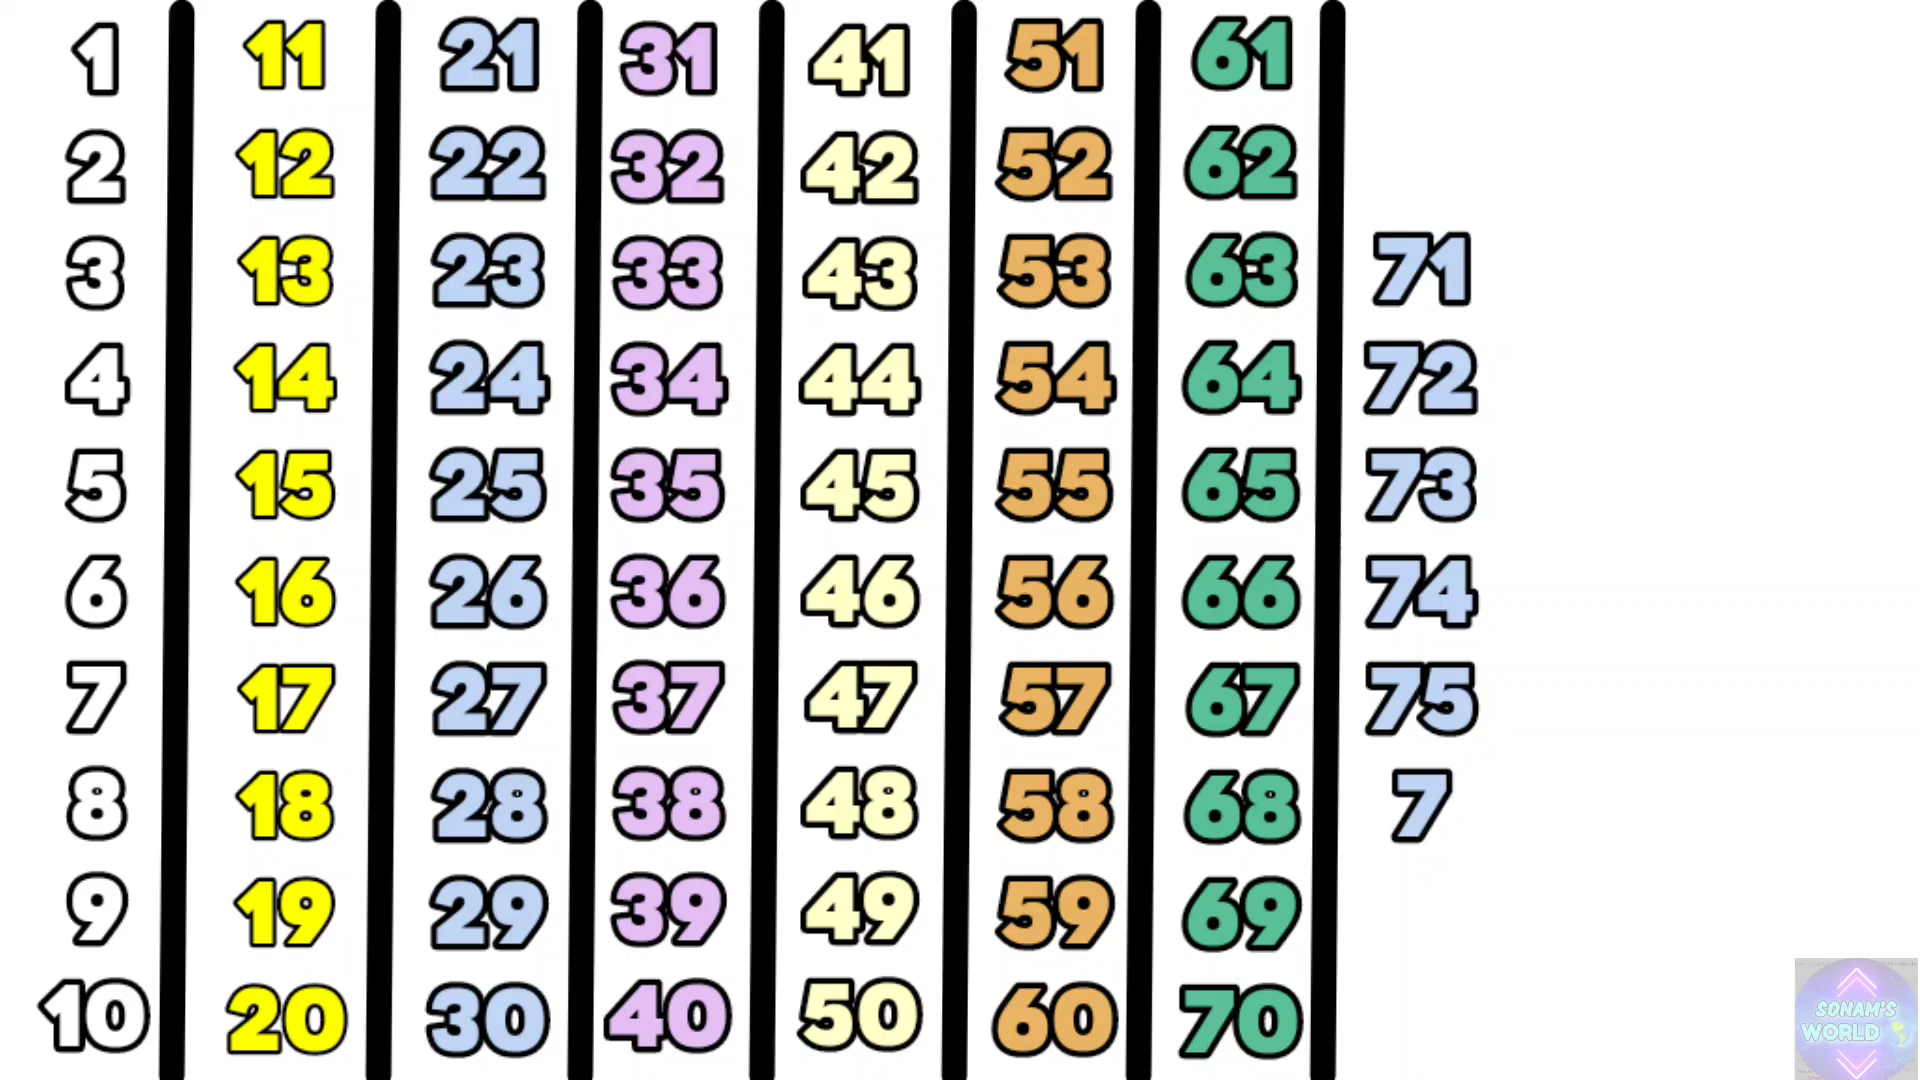 1 11 21 31 41 51 61
2 12 22 32 42 52 62
3 13 23 33 43 53 63 71
4 14 24 34 44 54 64 72
5 15 25 35 45 55 65 73
6 16 26 36 46 56 66 74
7 17 27 37 47 57 67 75
8 18 28 38 48 58 68 7
9 19 29 39 49 59 69
10 20 30 40 50 60 70
SONAM'S
WORLD